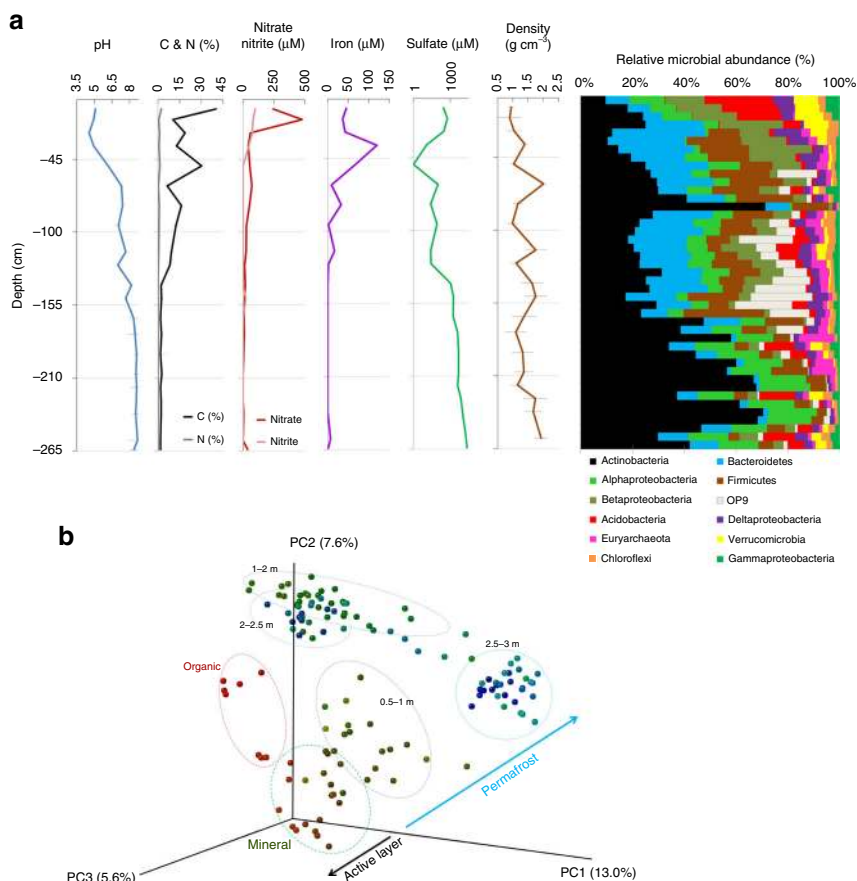 a
pH
C & N (%)
Nitrate
nitrite (μM)
Iron (μM)
Sulfate (μM)
Density
(g cm⁻³)
Relative microbial abundance (%)
3.5 5 6.5 8
0 15 30 45
0 100 500
0 50 100 150
1 1000
0.5 1 1.5 2 2.5
0% 20% 40% 60% 80% 100%
Depth (cm)
−45
−100
−155
−210
−265
C (%)
N (%)
Nitrate
Nitrite
Actinobacteria
Bacteroidetes
Alphaproteobacteria
Firmicutes
Betaproteobacteria
OP9
Acidobacteria
Deltaproteobacteria
Euryarchaeota
Verrucomicrobia
Chloroflexi
Gammaproteobacteria
b
PC2 (7.6%)
1–2 m
2–2.5 m
2.5–3 m
Organic
0.5–1 m
Permafrost
Mineral
Active layer
PC3 (5.6%)
PC1 (13.0%)